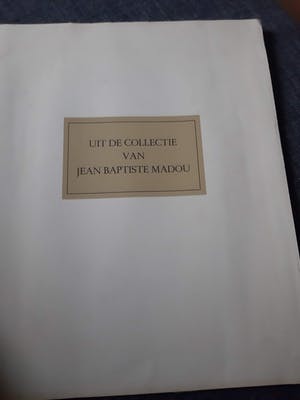 UIT DE COLLECTIE
VAN
JEAN BAPTISTE MADOU